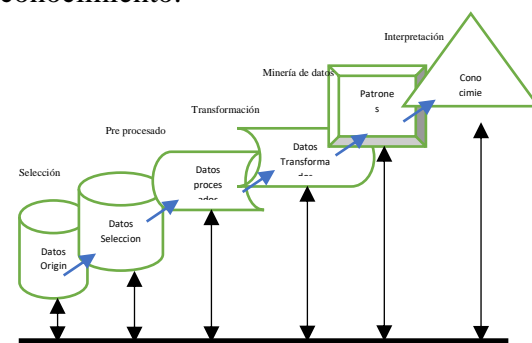 conocimiento.
Interpretación
Minería de datos
Transformación
Pre procesado
Selección
Cono
cimie
Patrone
s
Datos
Transforma
Datos
proces
ados
Datos
Seleccion
Datos
Origin